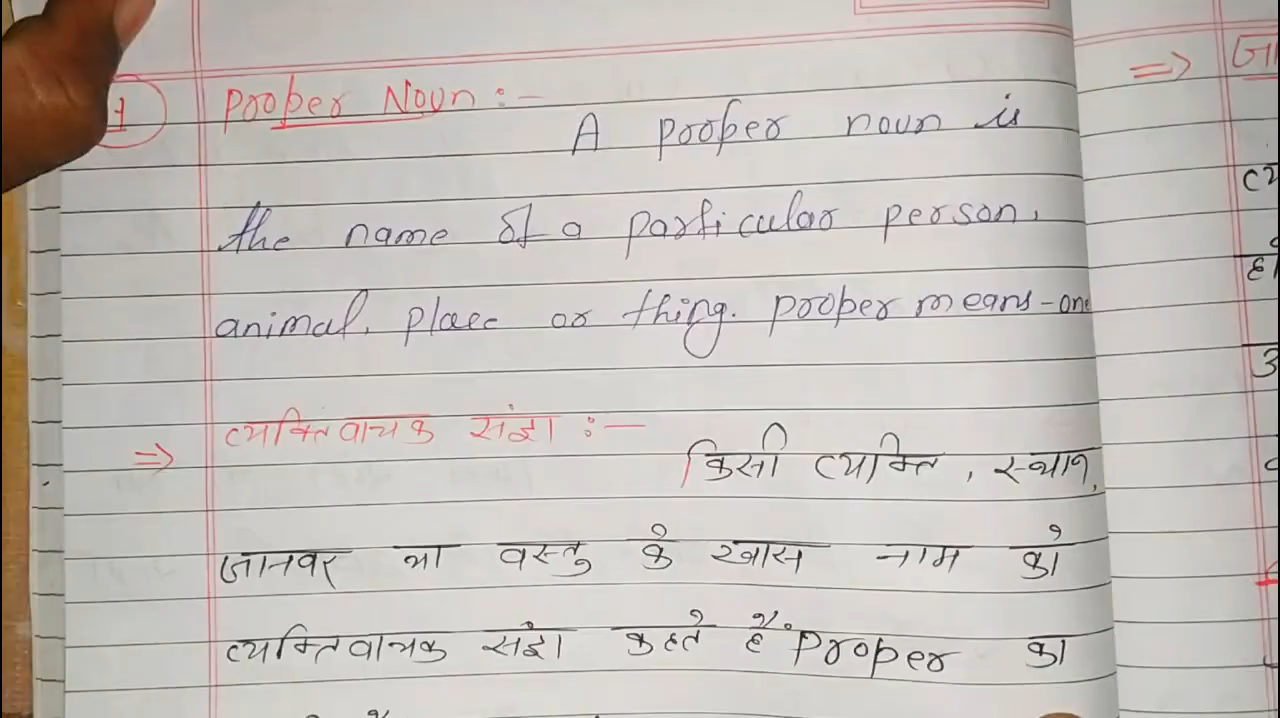 1 Proper Noun :-
A proper noun is
the name of a particular person,
animal, place or thing. proper means - one
⇒ व्यक्तिवाचक संज्ञा :-
किसी व्यक्ति, स्थान,
जानवर या वस्तु के खास नाम को
व्यक्तिवाचक संज्ञा कहते हैं। Proper का
⇒